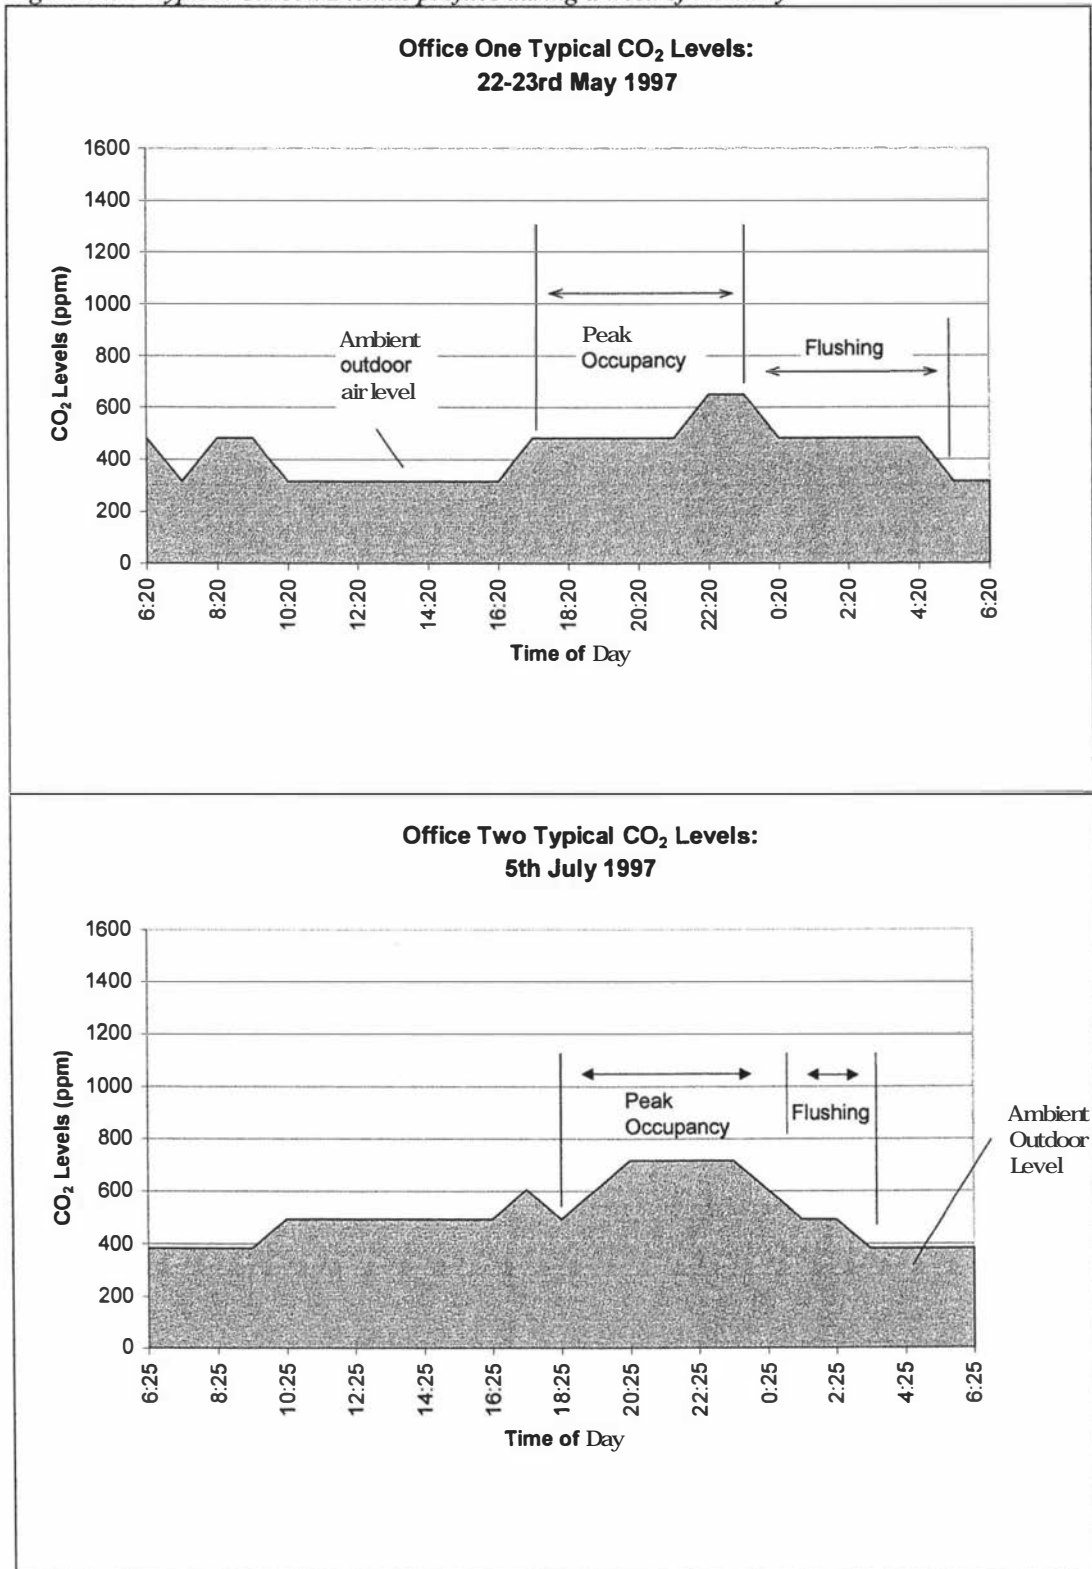 Office One Typical CO2 Levels:
22-23rd May 1997
1600
1400
1200
1000
800
600
400
200
0
CO2 Levels (ppm)
Ambient
outdoor
air level
Peak
Occupancy
Flushing
6:20
8:20
10:20
12:20
14:20
16:20
18:20
20:20
22:20
0:20
2:20
4:20
6:20
Time of Day
Office Two Typical CO2 Levels:
5th July 1997
1600
1400
1200
1000
800
600
400
200
0
CO2 Levels (ppm)
Peak
Occupancy
Flushing
Ambient
Outdoor
Level
6:25
8:25
10:25
12:25
14:25
16:25
18:25
20:25
22:25
0:25
2:25
4:25
6:25
Time of Day